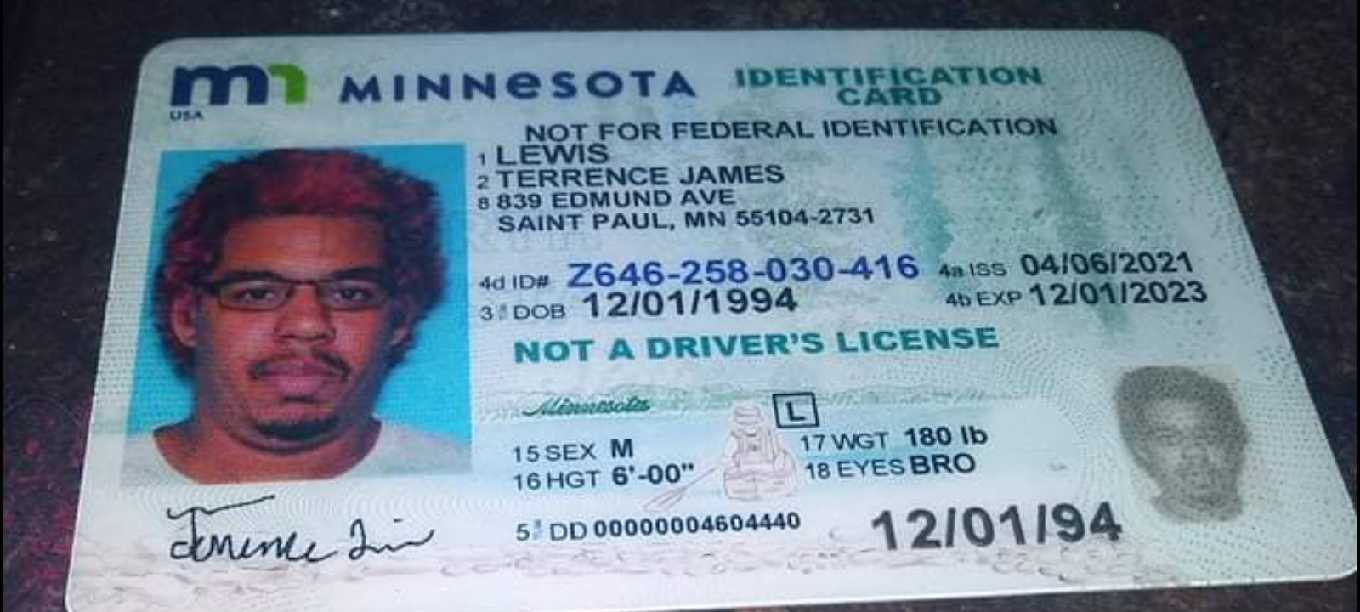 mn MINNeSOTA IDENTIFICATION CARD
USA
NOT FOR FEDERAL IDENTIFICATION
1 LEWIS
2 TERRENCE JAMES
8 839 EDMUND AVE
SAINT PAUL, MN 55104-2731
4d ID# Z646-258-030-416 4a ISS 04/06/2021
3 DOB 12/01/1994 4b EXP 12/01/2023
NOT A DRIVER'S LICENSE
Minnesota
L
15 SEX M 17 WGT 180 lb
16 HGT 6'-00" 18 EYES BRO
5 DD 00000004604440 12/01/94